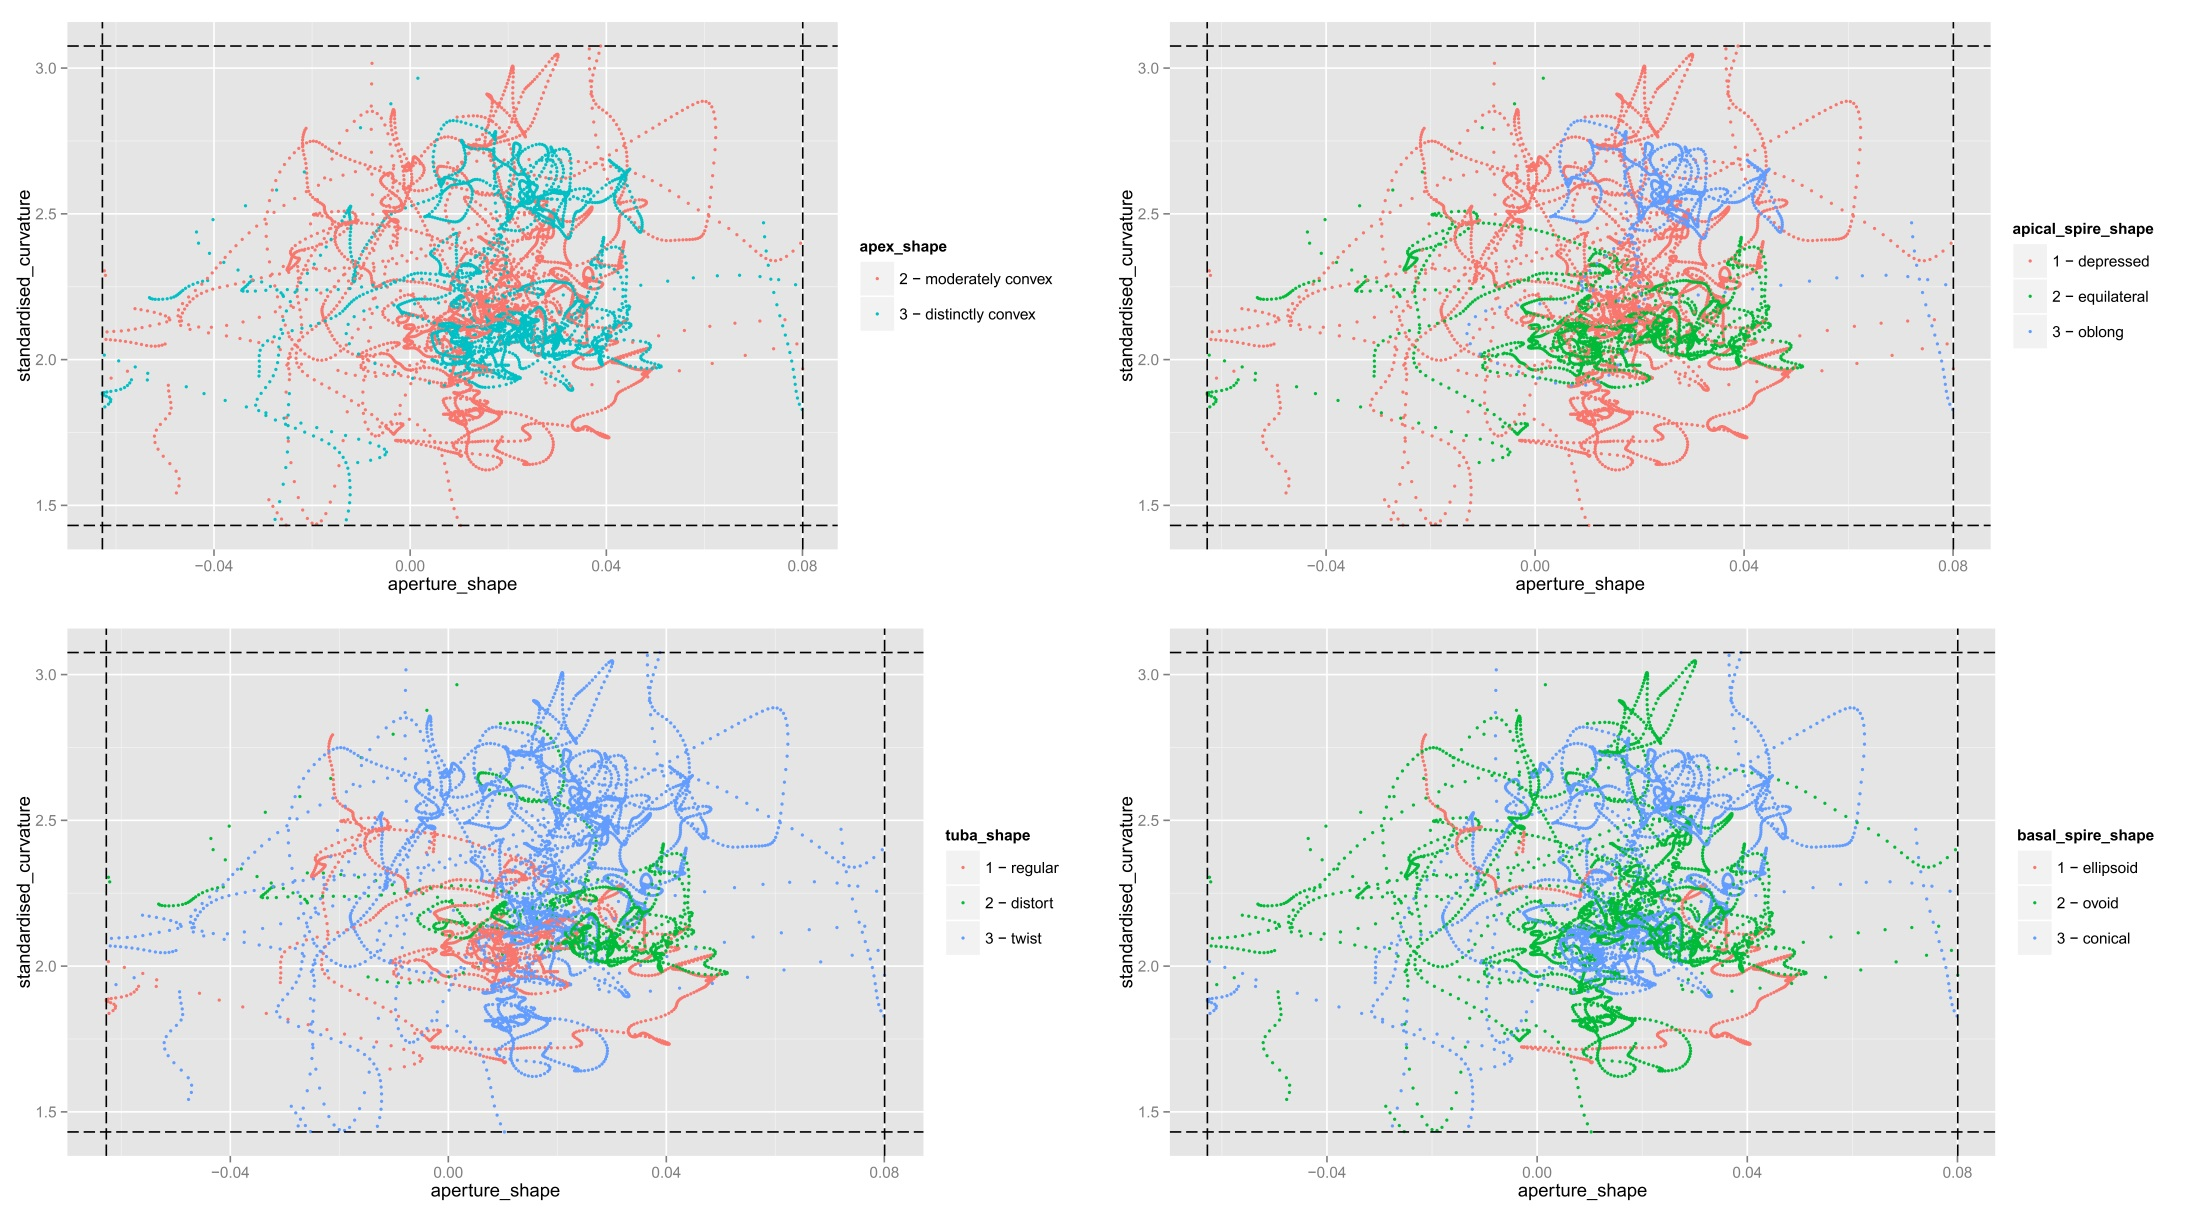 3.0
2.5
2.0
1.5
standardised_curvature
−0.04
0.00
0.04
0.08
aperture_shape
apex_shape
2 − moderately convex
3 − distinctly convex
3.0
2.5
2.0
1.5
standardised_curvature
−0.04
0.00
0.04
0.08
aperture_shape
apical_spire_shape
1 − depressed
2 − equilateral
3 − oblong
3.0
2.5
2.0
1.5
standardised_curvature
−0.04
0.00
0.04
0.08
aperture_shape
tuba_shape
1 − regular
2 − distort
3 − twist
3.0
2.5
2.0
1.5
standardised_curvature
−0.04
0.00
0.04
0.08
aperture_shape
basal_spire_shape
1 − ellipsoid
2 − ovoid
3 − conical